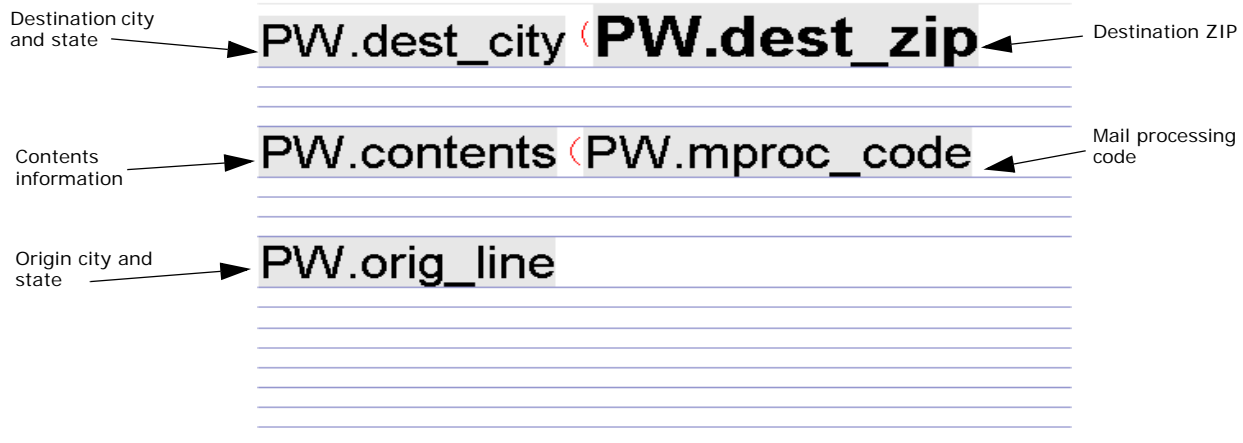 Destination city
and state
PW.dest_city (PW.dest_zip
Destination ZIP
Contents
information
PW.contents (PW.mproc_code
Mail processing
code
Origin city and
state
PW.orig_line